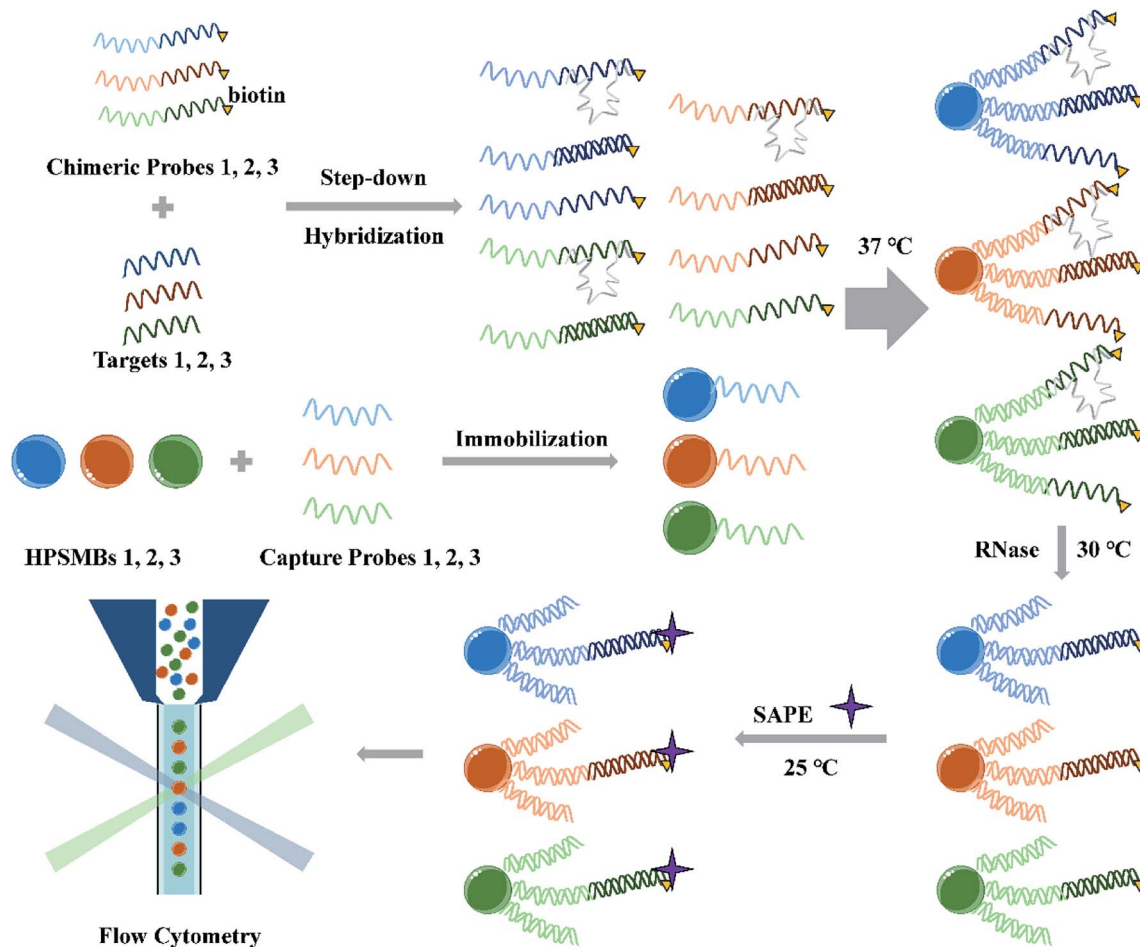 biotin
Chimeric Probes 1, 2, 3
Step-down
Hybridization
37 °C
Targets 1, 2, 3
Immobilization
HPSMBs 1, 2, 3
Capture Probes 1, 2, 3
RNase
30 °C
SAPE
25 °C
Flow Cytometry